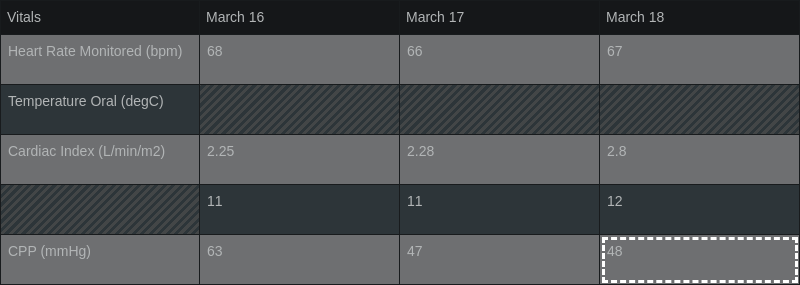 Vitals March 16 March 17 March 18
Heart Rate Monitored (bpm) 68 66 67
Temperature Oral (degC)
Cardiac Index (L/min/m2) 2.25 2.28 2.8
11 11 12
CPP (mmHg) 63 47 48